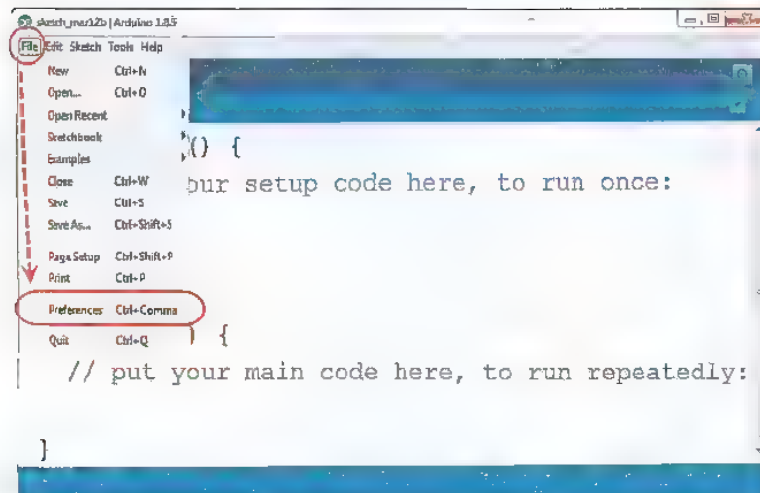 sketch_mar12b | Arduino 1.8.5
File Edit Sketch Tools Help
New Ctrl+N
Open... Ctrl+O
Open Recent
Sketchbook
Examples
Close Ctrl+W
Save Ctrl+S
Save As... Ctrl+Shift+S
Page Setup Ctrl+Shift+P
Print Ctrl+P
Preferences Ctrl+Comma
Quit Ctrl+Q
() {
our setup code here, to run once:
) {
// put your main code here, to run repeatedly:
}